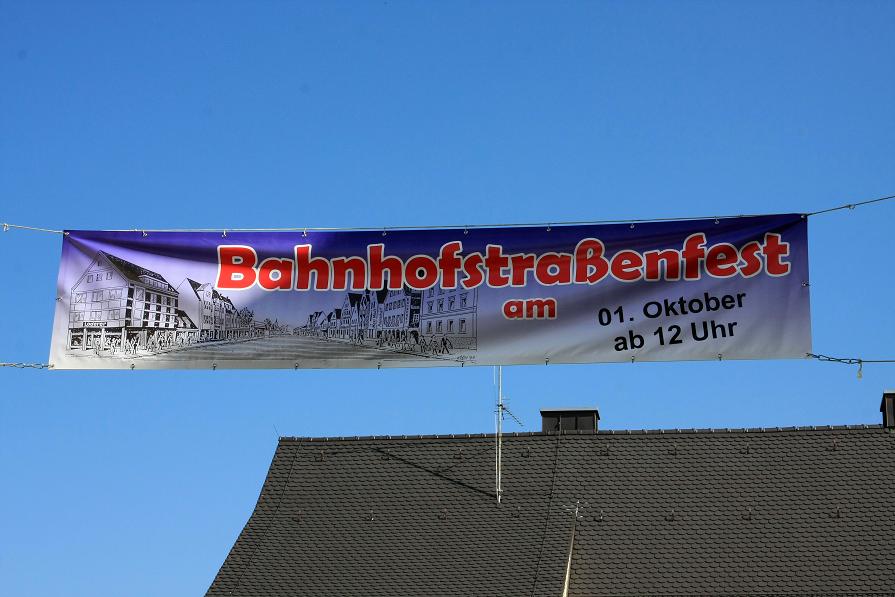 Bahnhofstraßenfest
am
01. Oktober
ab 12 Uhr